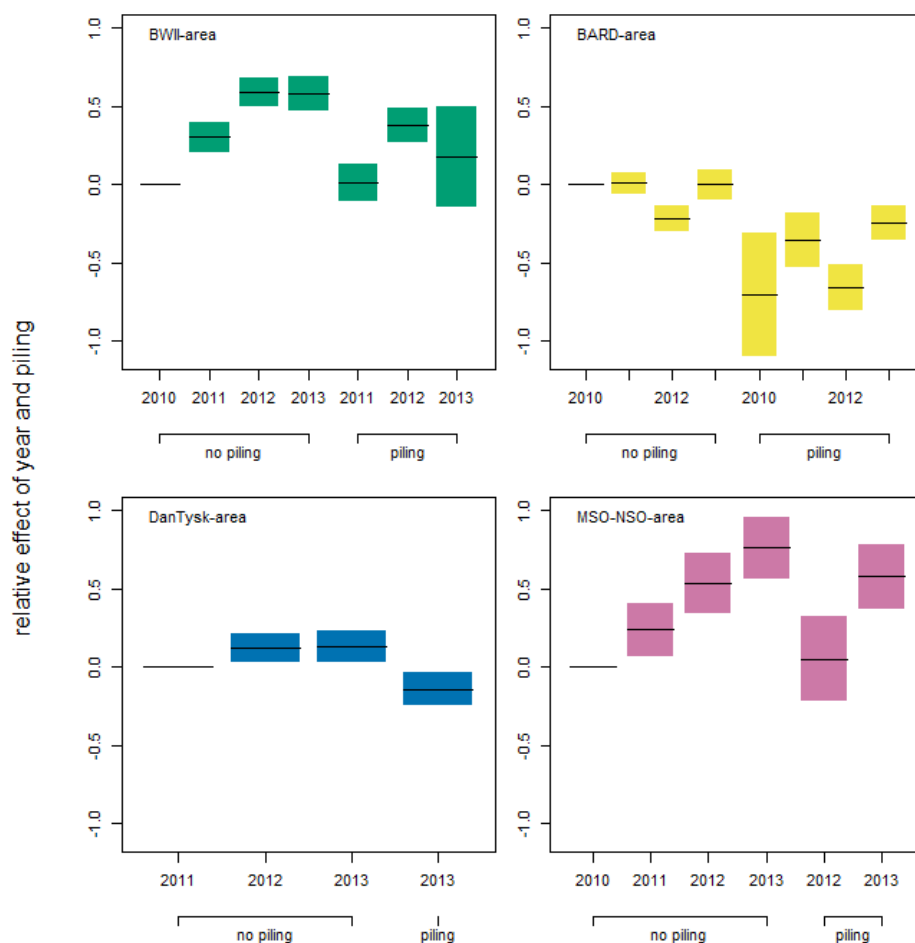 relative effect of year and piling
BWII-area
1.0
0.5
0.0
-0.5
-1.0
2010 2011 2012 2013 2011 2012 2013
no piling piling
BARD-area
1.0
0.5
0.0
-0.5
-1.0
2010 2012 2010 2012
no piling piling
DanTysk-area
1.0
0.5
0.0
-0.5
-1.0
2011 2012 2013 2013
no piling piling
MSO-NSO-area
1.0
0.5
0.0
-0.5
-1.0
2010 2011 2012 2013 2012 2013
no piling piling